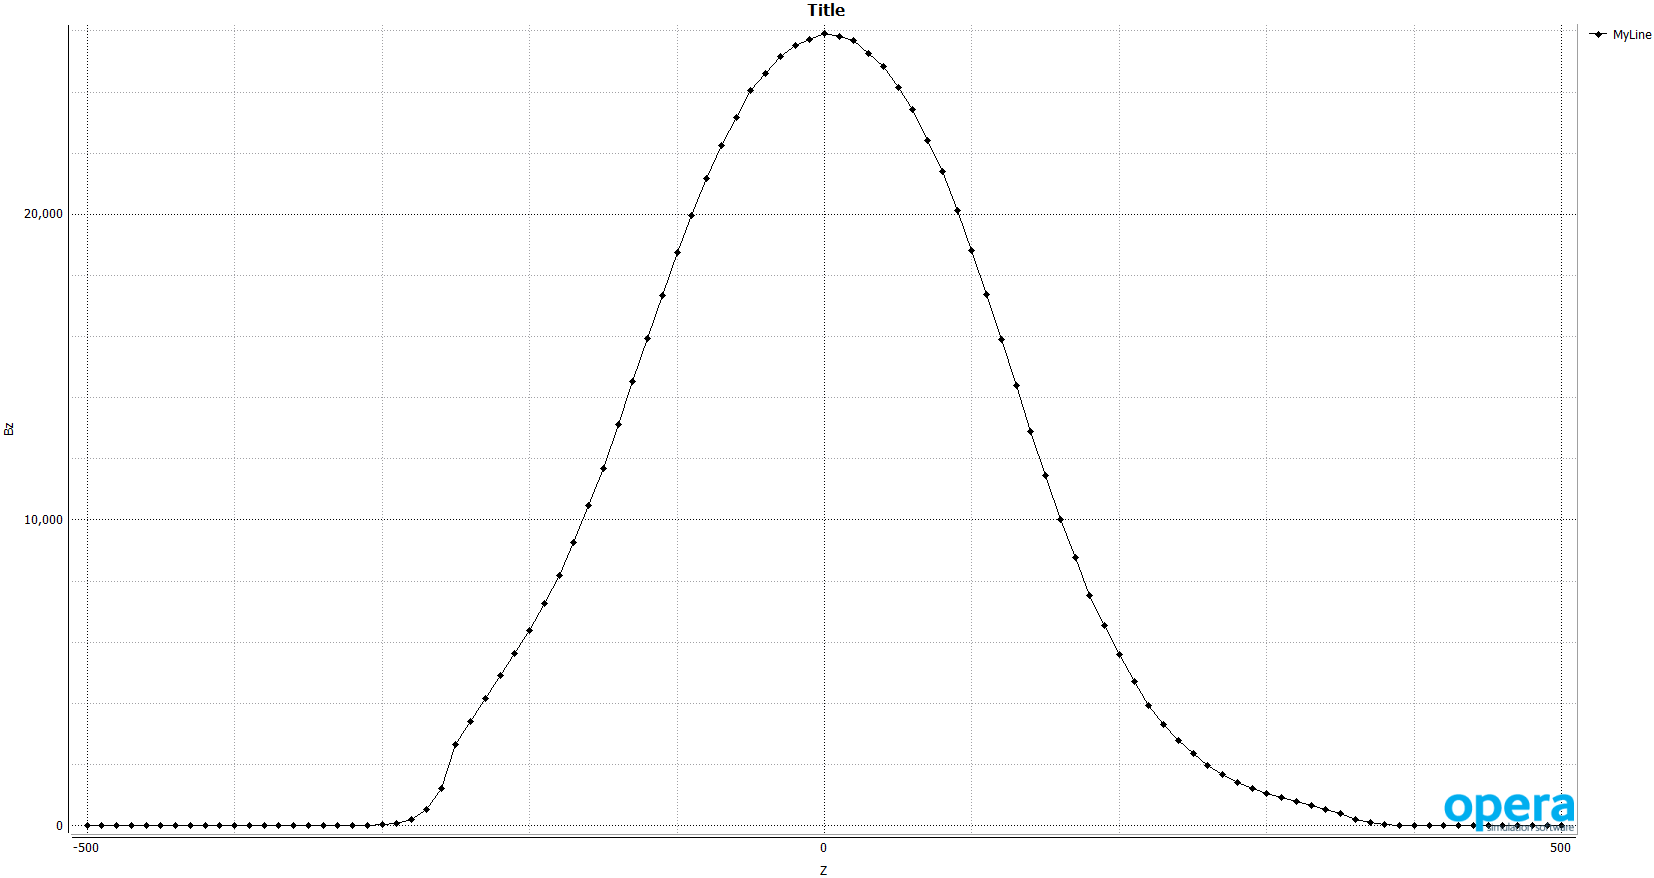 Title
MyLine
20,000
10,000
0
Bz
-500
0
500
Z
opera
simulation software